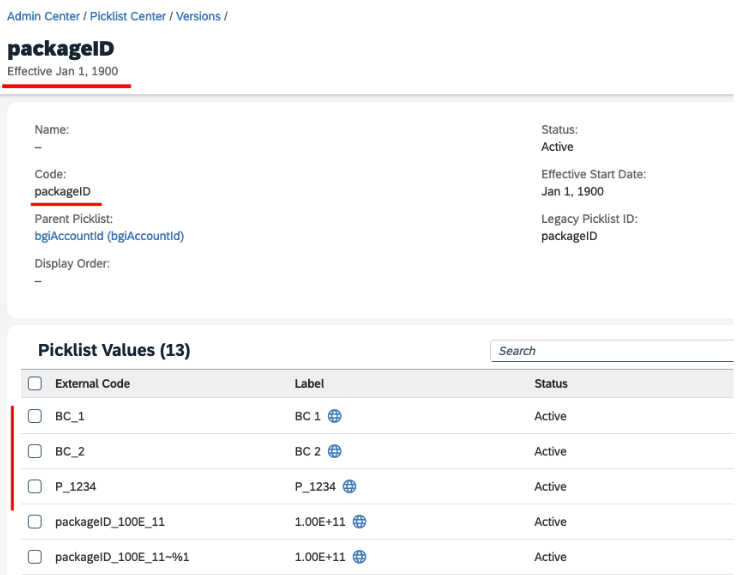 Admin Center / Picklist Center / Versions /
packageID
Effective Jan 1, 1900
Name:
–
Status:
Active
Code:
packageID
Effective Start Date:
Jan 1, 1900
Parent Picklist:
bgiAccountId (bgiAccountId)
Legacy Picklist ID:
packageID
Display Order:
–
Picklist Values (13)
Search
External Code Label Status
BC_1 BC 1 Active
BC_2 BC 2 Active
P_1234 P_1234 Active
packageID_100E_11 1.00E+11 Active
packageID_100E_11~%1 1.00E+11 Active